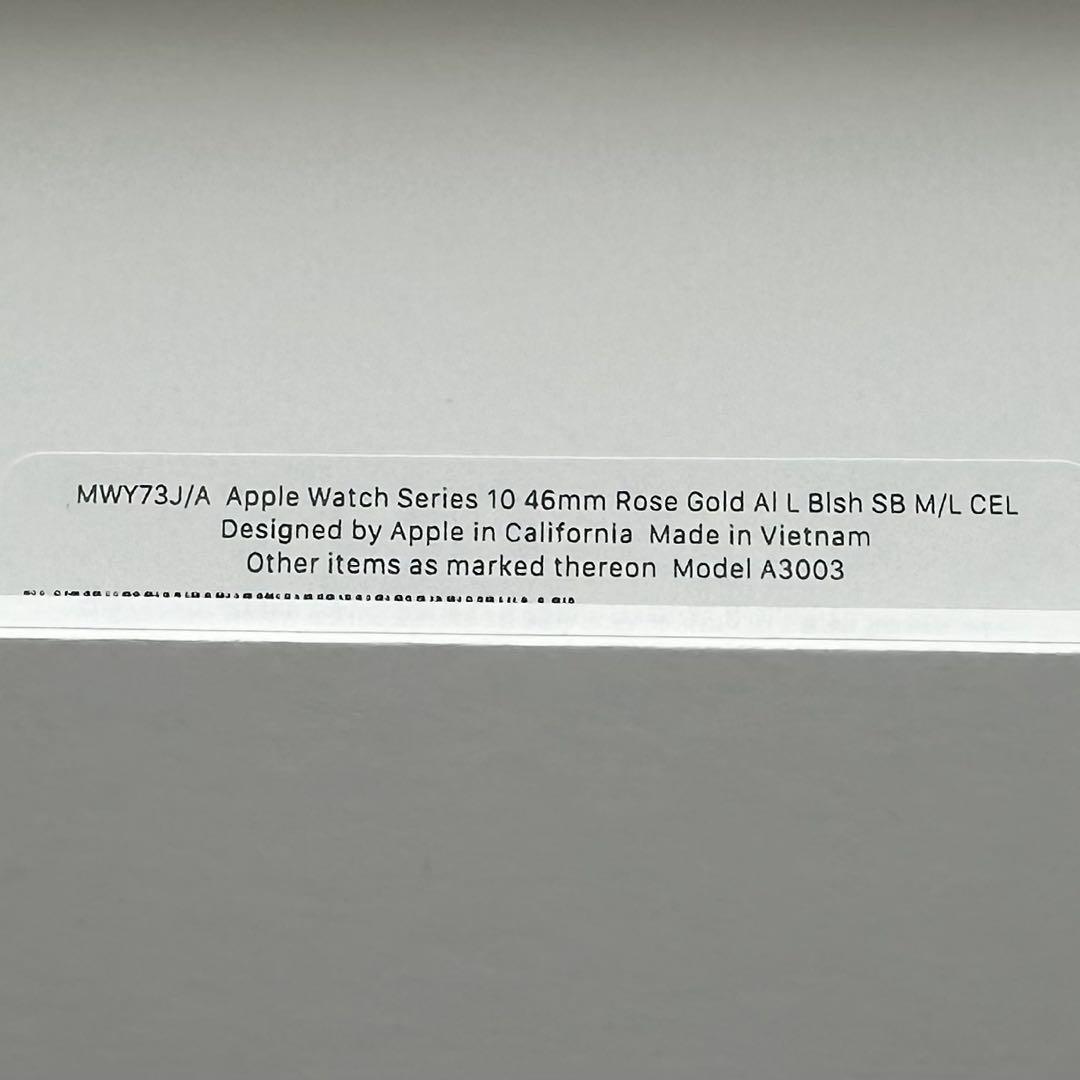 MWY73J/A Apple Watch Series 10 46mm Rose Gold Al L Blsh SB M/L CEL
Designed by Apple in California Made in Vietnam
Other items as marked thereon Model A3003